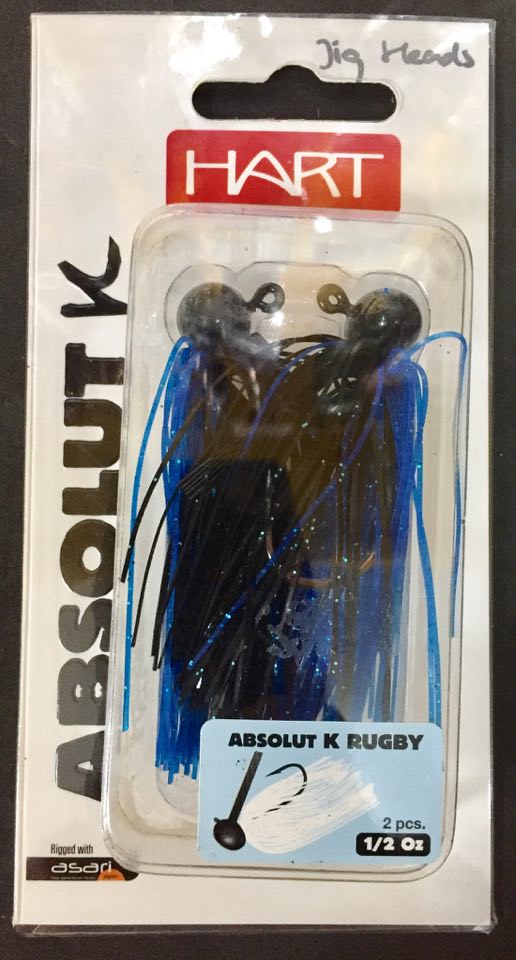 Jig Heads
HART
ABSOLUT K
ABSOLUT K RUGBY
2 pcs.
1/2 Oz
Rigged with
asari